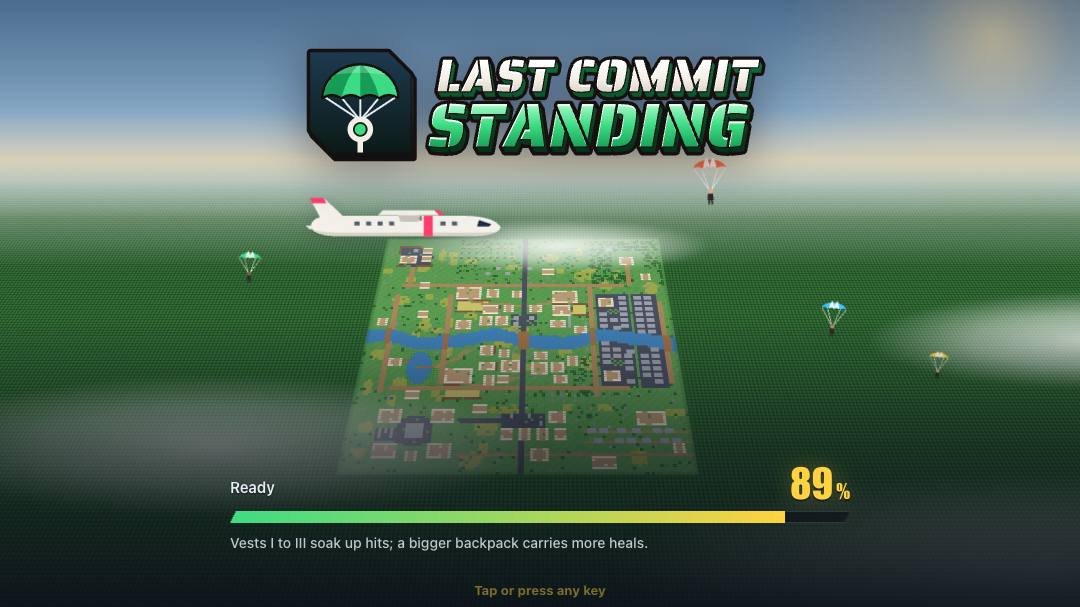 LAST COMMIT
STANDING
Ready
89%
Vests I to III soak up hits; a bigger backpack carries more heals.
Tap or press any key